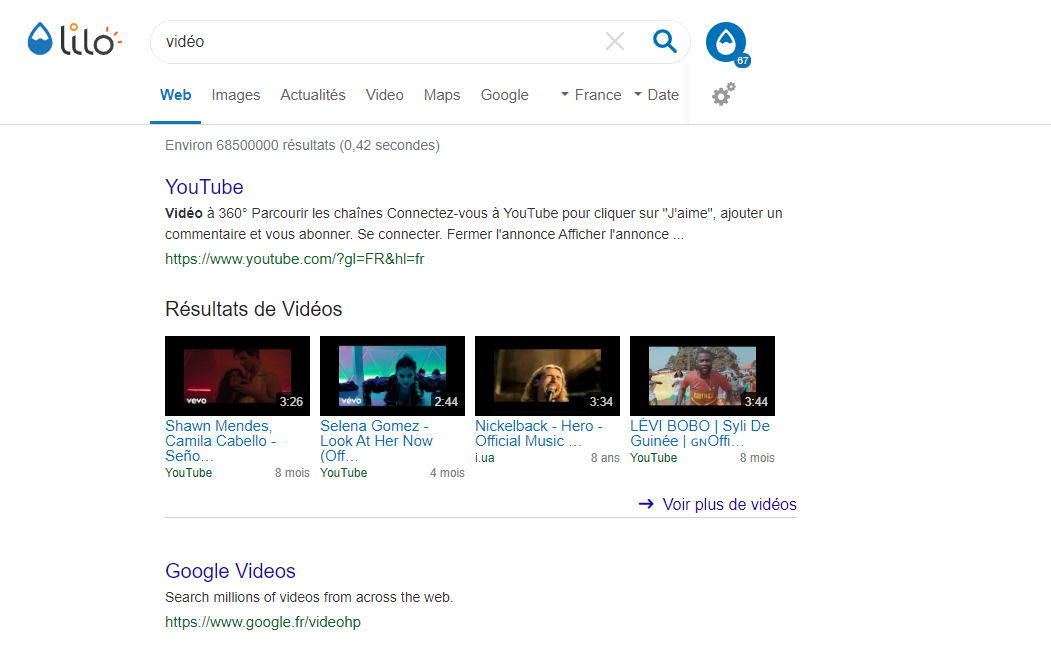 lilo
vidéo
67
Web Images Actualités Video Maps Google France Date
Environ 68500000 résultats (0,42 secondes)
YouTube
Vidéo à 360° Parcourir les chaînes Connectez-vous à YouTube pour cliquer sur "J'aime", ajouter un
commentaire et vous abonner. Se connecter. Fermer l'annonce Afficher l'annonce ...
https://www.youtube.com/?gl=FR&hl=fr
Résultats de Vidéos
vevo 3:26
vevo 2:44
3:34
3:44
Shawn Mendes,
Camila Cabello -
Seño…
YouTube 8 mois
Selena Gomez -
Look At Her Now
(Off…
YouTube 4 mois
Nickelback - Hero -
Official Music …
i.ua 8 ans
LÉVI BOBO | Syli De
Guinée | ɢɴOffi…
YouTube 8 mois
→ Voir plus de vidéos
Google Videos
Search millions of videos from across the web.
https://www.google.fr/videohp